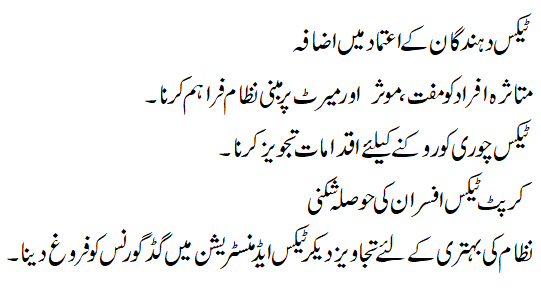 ٹیکس دہندگان کے اعتماد میں اضافہ
متاثرہ افراد کو مفت، موثر اور میرٹ پر مبنی نظام فراہم کرنا۔
ٹیکس چوری کو روکنے کیلئے اقدامات تجویز کرنا۔
کرپٹ ٹیکس افسران کی حوصلہ شکنی
نظام کی بہتری کے لئے تجاویز دیکر ٹیکس ایڈمنسٹریشن میں گڈ گورنس کو فروغ دینا۔